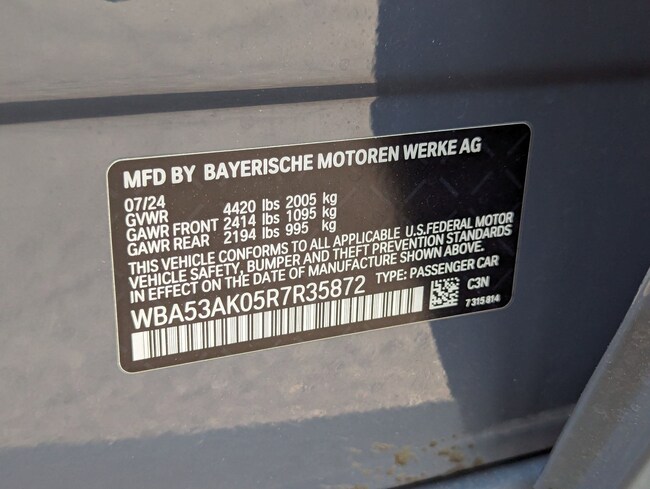 MFD BY BAYERISCHE MOTOREN WERKE AG
07/24
GVWR 4420 lbs 2005 kg
GAWR FRONT 2414 lbs 1095 kg
GAWR REAR 2194 lbs 995 kg
THIS VEHICLE CONFORMS TO ALL APPLICABLE U.S.FEDERAL MOTOR
VEHICLE SAFETY, BUMPER AND THEFT PREVENTION STANDARDS
IN EFFECT ON THE DATE OF MANUFACTURE SHOWN ABOVE.
WBA53AK05R7R35872 TYPE: PASSENGER CAR
C3N
7315814